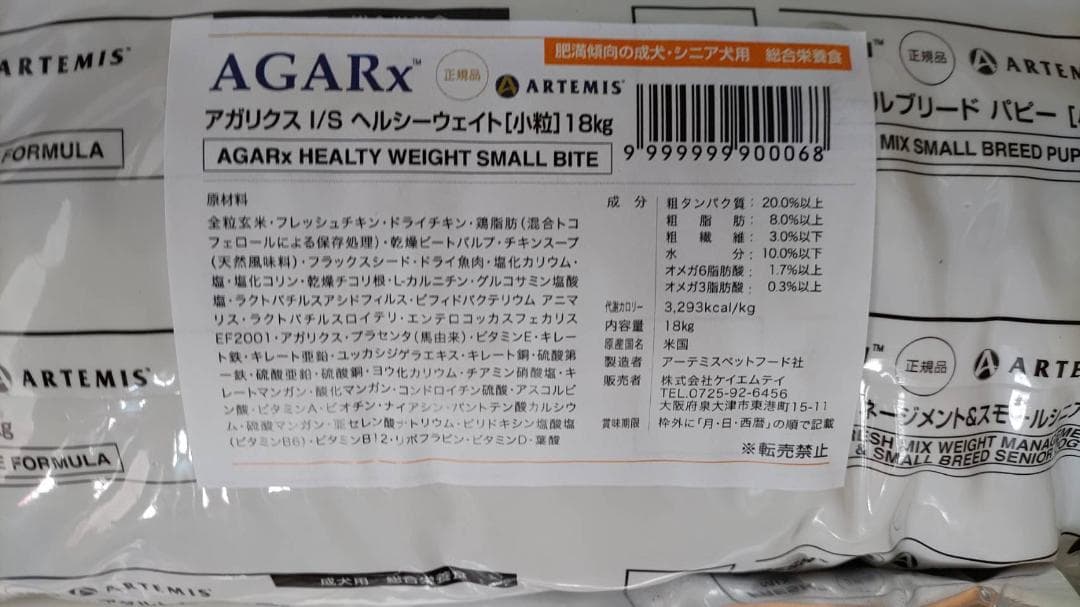 ARTEMIS
FORMULA
AGARx™
正規品
ARTEMIS
肥満傾向の成犬・シニア犬用 総合栄養食
アガリクス I/S ヘルシーウェイト[小粒]18kg
AGARx HEALTY WEIGHT SMALL BITE
9 999999 900068
原材料
全粒玄米・フレッシュチキン・ドライチキン・鶏脂肪(混合トコ
フェロールによる保存処理)・乾燥ビートパルプ・チキンスープ
(天然風味料)・フラックスシード・ドライ魚肉・塩化カリウム・
塩・塩化コリン・乾燥チコリ根・L-カルニチン・グルコサミン塩酸
塩・ラクトバチルスアシドフィルス・ビフィドバクテリウム アニマ
リス・ラクトバチルスロイテリ・エンテロコッカスフェカリス
EF2001・アガリクス・プラセンタ(馬由来)・ビタミンE・キレー
ト鉄・キレート亜鉛・ユッカシジゲラエキス・キレート銅・硫酸第
一鉄・硫酸亜鉛・硫酸銅・ヨウ化カリウム・チアミン硝酸塩・キ
レートマンガン・酸化マンガン・コンドロイチン硫酸・アスコルビ
ン酸・ビタミンA・ビオチン・ナイアシン・パントテン酸カルシウ
ム・硫酸マンガン・亜セレン酸ナトリウム・ピリドキシン塩酸塩
(ビタミンB6)・ビタミンB12・リボフラビン・ビタミンD・葉酸
成分
粗タンパク質: 20.0%以上
粗脂肪: 8.0%以上
粗繊維: 3.0%以下
水分: 10.0%以下
オメガ6脂肪酸: 1.7%以上
オメガ3脂肪酸: 0.3%以上
代謝カロリー 3,293kcal/kg
内容量 18kg
原産国名 米国
製造者 アーテミスペットフード社
販売者 株式会社ケイエムテイ
TEL.0725-92-6456
大阪府泉大津市東港町15-11
賞味期限 枠外に「月・日・西暦」の順で記載
※転売禁止
正規品
ARTEM
ルブリード パピー
MIX SMALL BREED PUP
正規品
ARTE
ネージメント&スモールシニア
ESH MIX WEIGHT MANAGEME
& SMALL BREED SENIOR DOG
ARTEMIS
kg
E FORMULA
ARTEMIS
成犬用 総合栄養食